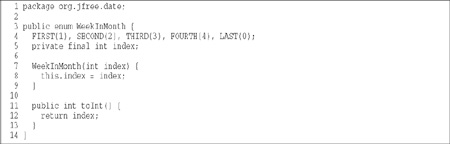 1 package org.jfree.date;
2
3 public enum WeekInMonth {
4 FIRST(1), SECOND(2), THIRD(3), FOURTH(4), LAST(0);
5 private final int index;
6
7 WeekInMonth(int index) {
8 this.index = index;
9 }
10
11 public int toInt() {
12 return index;
13 }
14 }